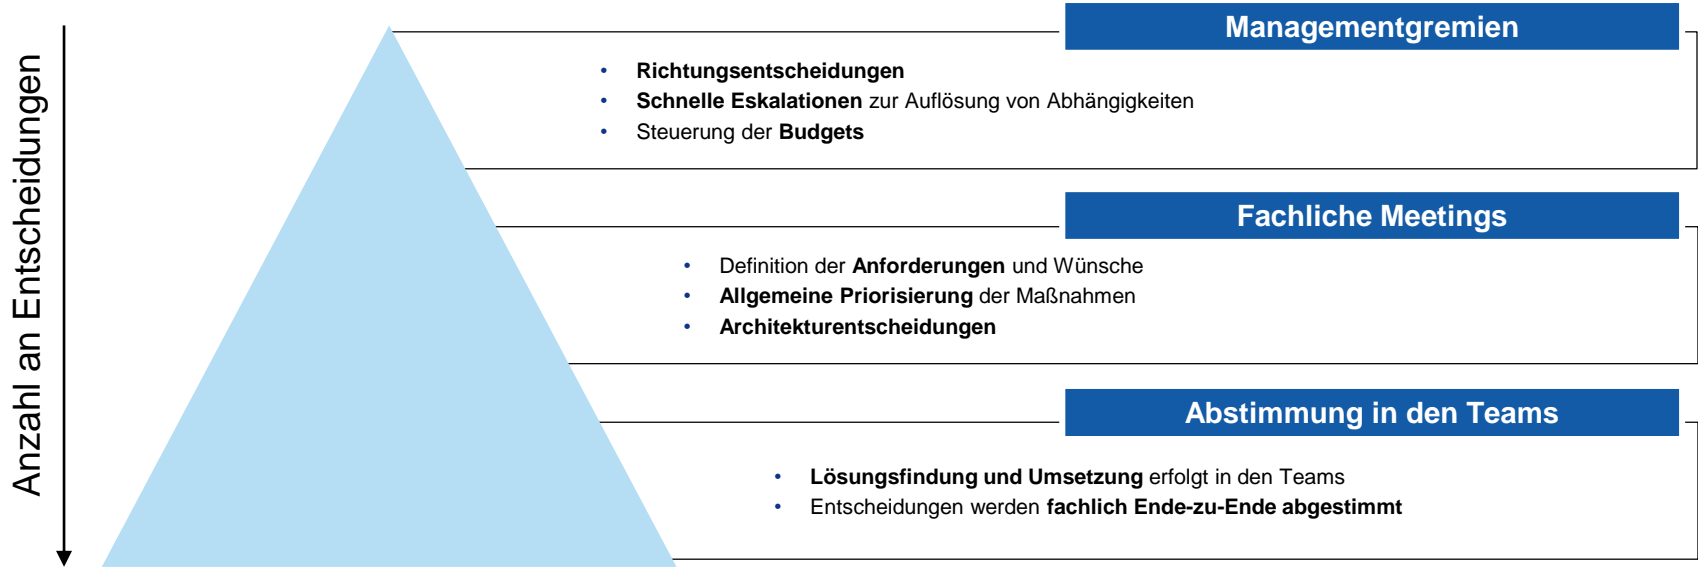 Anzahl an Entscheidungen
Managementgremien
• Richtungsentscheidungen
• Schnelle Eskalationen zur Auflösung von Abhängigkeiten
• Steuerung der Budgets
Fachliche Meetings
• Definition der Anforderungen und Wünsche
• Allgemeine Priorisierung der Maßnahmen
• Architekturentscheidungen
Abstimmung in den Teams
• Lösungsfindung und Umsetzung erfolgt in den Teams
• Entscheidungen werden fachlich Ende-zu-Ende abgestimmt